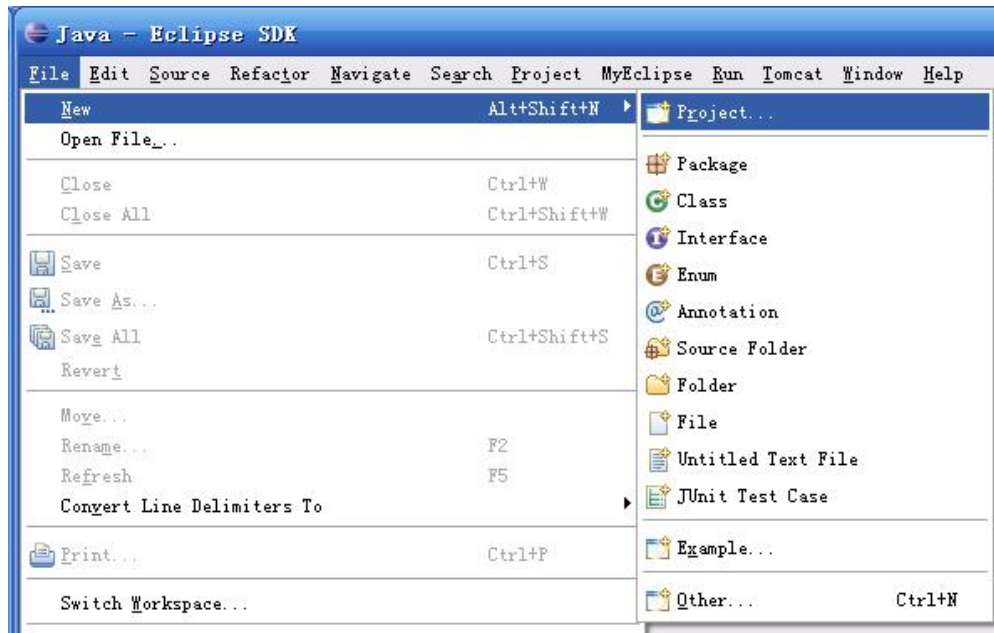 Java - Eclipse SDK
File Edit Source Refactor Navigate Search Project MyEclipse Run Tomcat Window Help
New Alt+Shift+N
Open File...
Close Ctrl+W
Close All Ctrl+Shift+W
Save Ctrl+S
Save As...
Save All Ctrl+Shift+S
Revert
Move...
Rename... F2
Refresh F5
Convert Line Delimiters To
Print... Ctrl+P
Switch Workspace...
Project...
Package
Class
Interface
Enum
Annotation
Source Folder
Folder
File
Untitled Text File
JUnit Test Case
Example...
Other... Ctrl+N